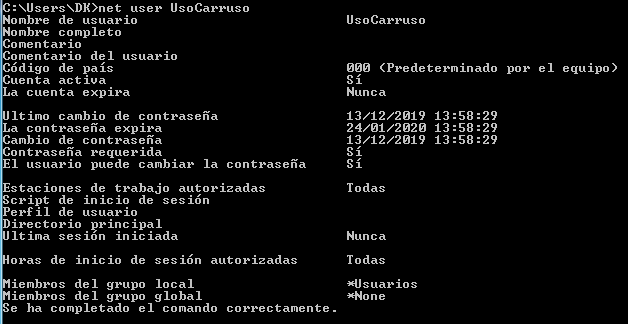 C:\Users\DK>net user UsoCarruso
Nombre de usuario UsoCarruso
Nombre completo
Comentario
Comentario del usuario
Código de país 000 (Predeterminado por el equipo)
Cuenta activa Sí
La cuenta expira Nunca
Ultimo cambio de contraseña 13/12/2019 13:58:29
La contraseña expira 24/01/2020 13:58:29
Cambio de contraseña 13/12/2019 13:58:29
Contraseña requerida Sí
El usuario puede cambiar la contraseña Sí
Estaciones de trabajo autorizadas Todas
Script de inicio de sesión
Perfil de usuario
Directorio principal
Ultima sesión iniciada Nunca
Horas de inicio de sesión autorizadas Todas
Miembros del grupo local *Usuarios
Miembros del grupo global *None
Se ha completado el comando correctamente.